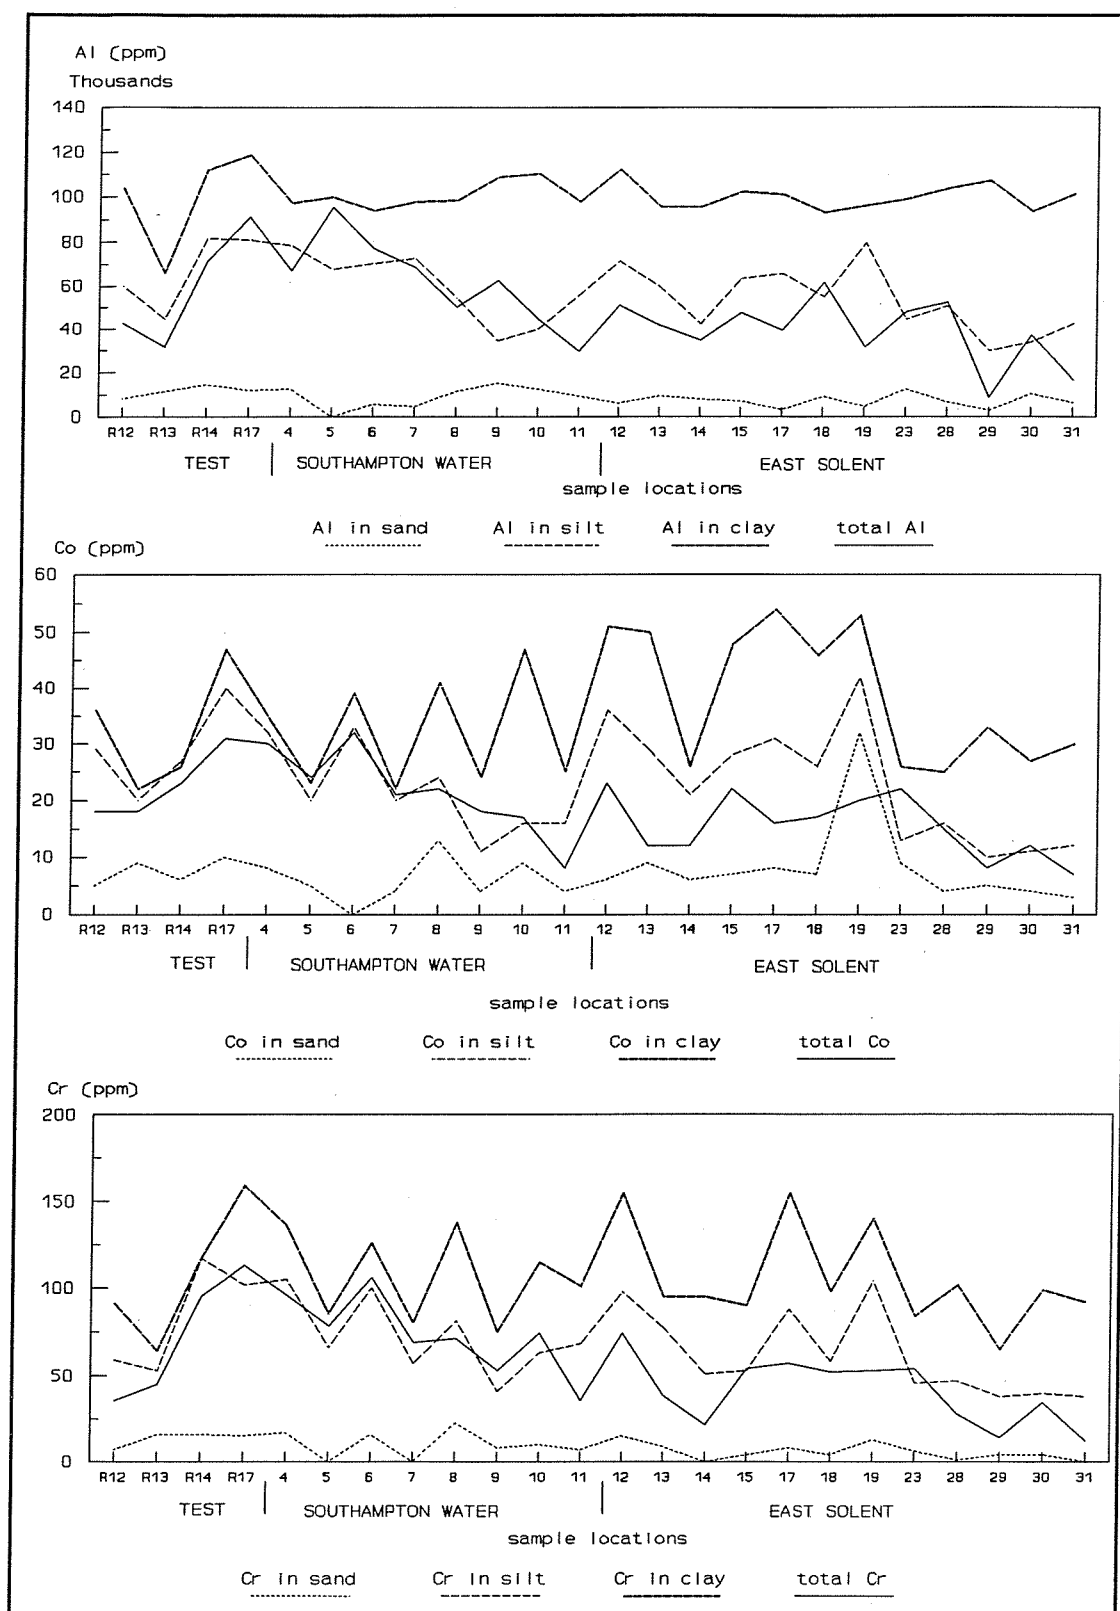 Al (ppm)
Thousands
140
120
100
80
60
40
20
0
R12 R13 R14 R17 4 5 6 7 8 9 10 11 12 13 14 15 17 18 19 23 28 29 30 31
TEST SOUTHAMPTON WATER EAST SOLENT
sample locations
Al in sand Al in silt Al in clay total Al
Co (ppm)
60
50
40
30
20
10
0
R12 R13 R14 R17 4 5 6 7 8 9 10 11 12 13 14 15 17 18 19 23 28 29 30 31
TEST SOUTHAMPTON WATER EAST SOLENT
sample locations
Co in sand Co in silt Co in clay total Co
Cr (ppm)
200
150
100
50
0
R12 R13 R14 R17 4 5 6 7 8 9 10 11 12 13 14 15 17 18 19 23 28 29 30 31
TEST SOUTHAMPTON WATER EAST SOLENT
sample locations
Cr in sand Cr in silt Cr in clay total Cr